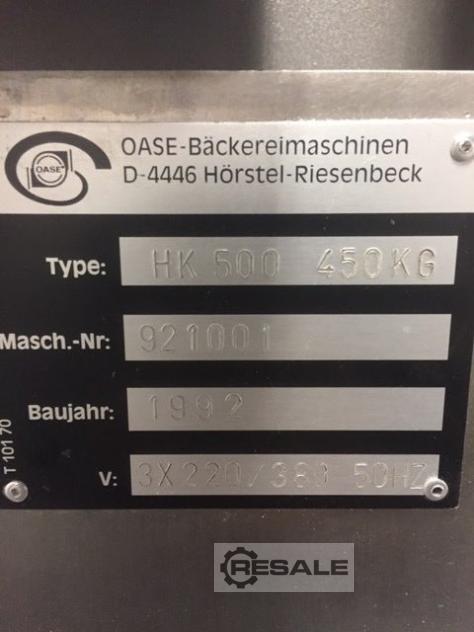 OASE
OASE-Bäckereimaschinen
D-4446 Hörstel-Riesenbeck
Type: HK 500 450KG
Masch.-Nr: 921001
Baujahr: 1992
V: 3X220/380 50HZ
T 101 70
RESALE